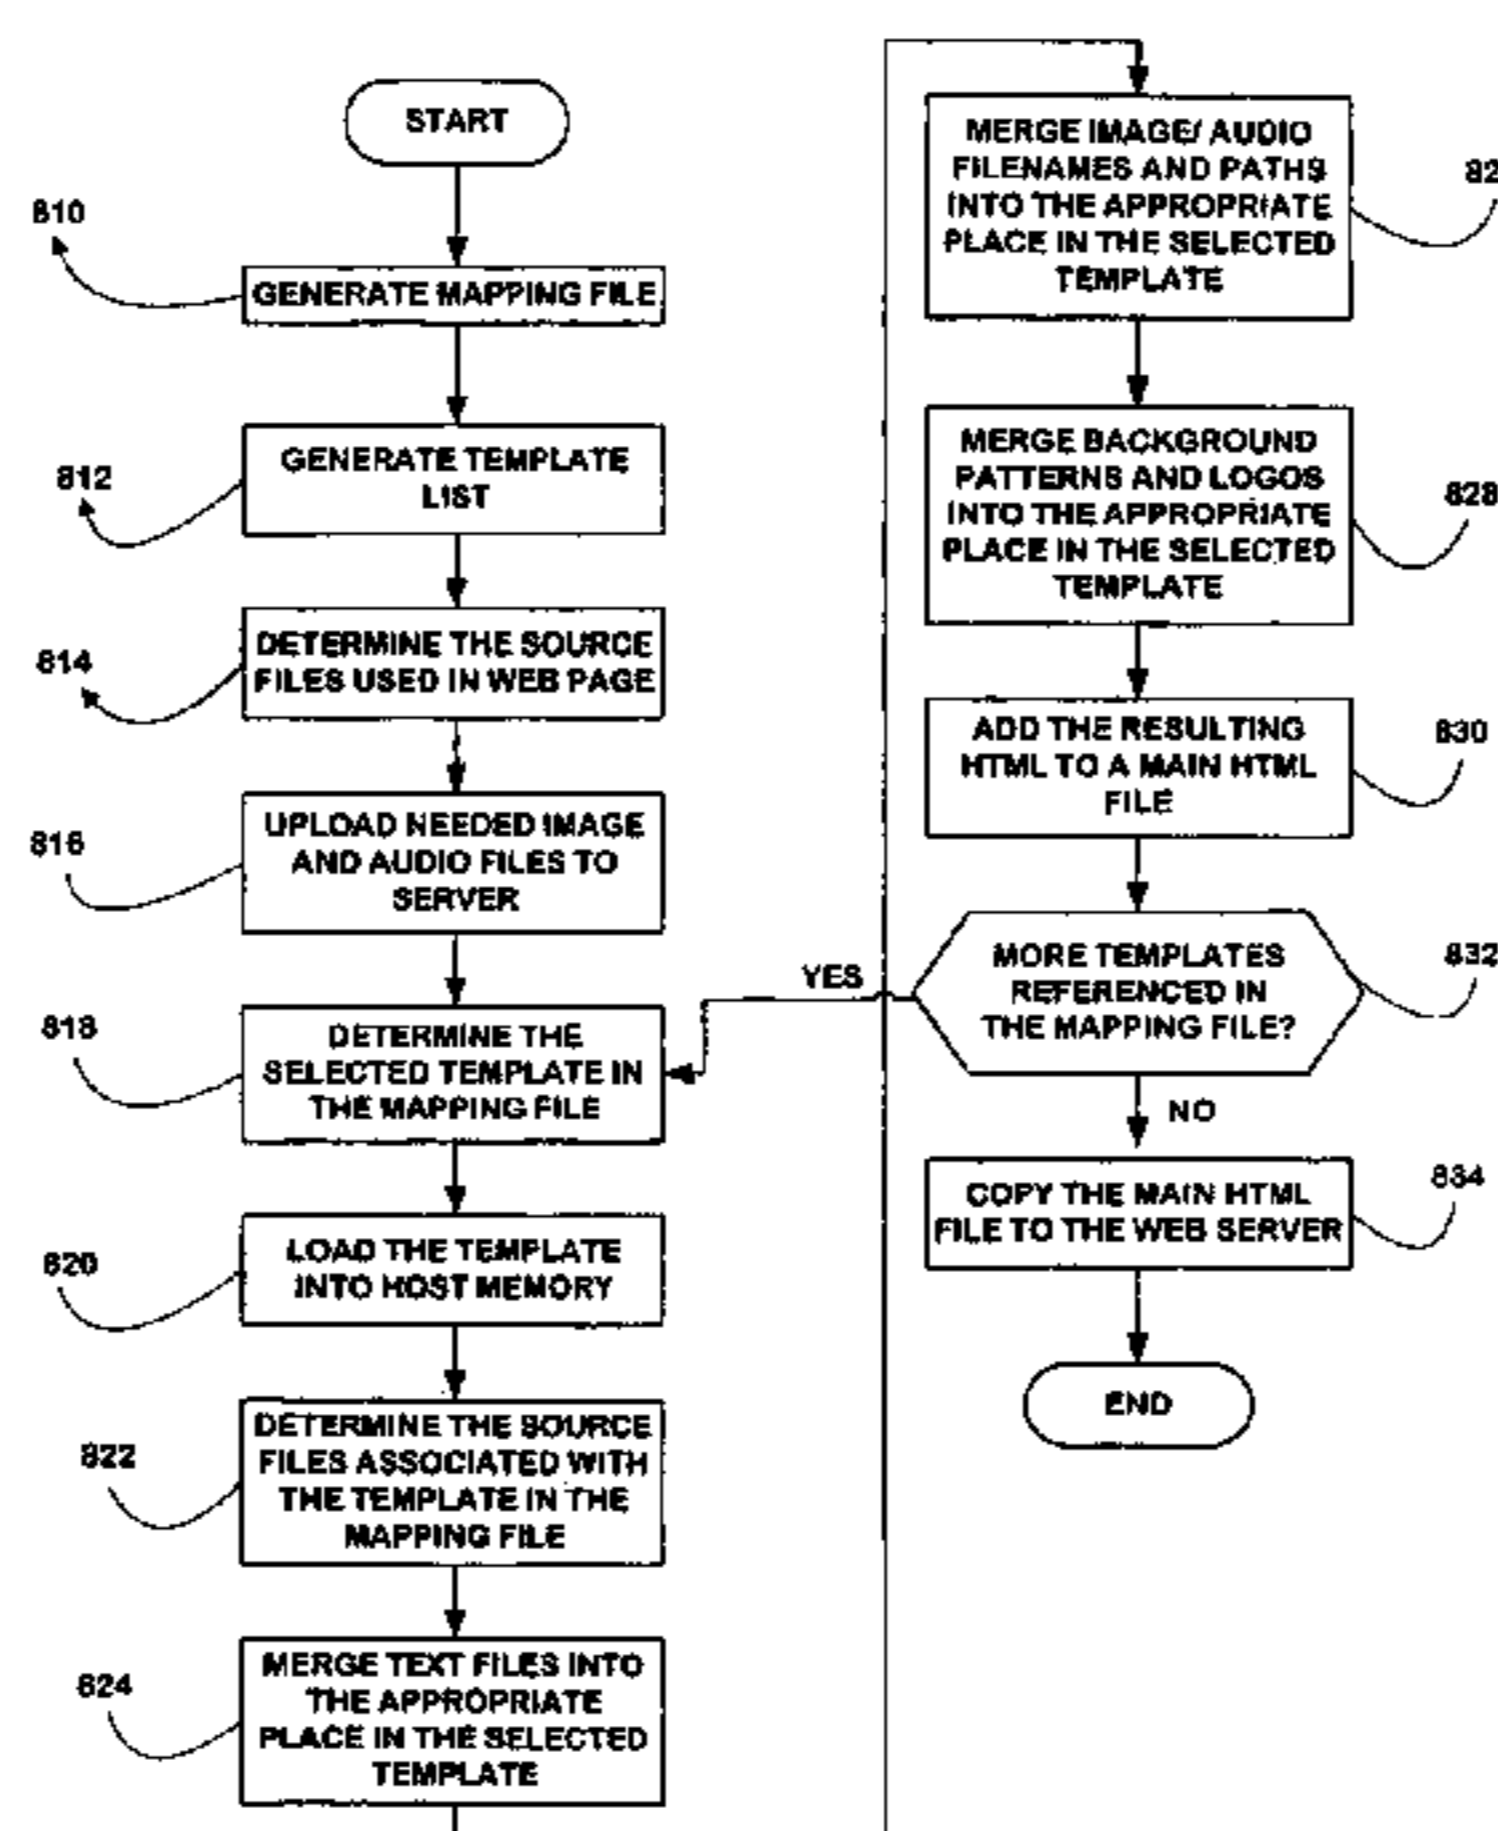 START
810
GENERATE MAPPING FILE
812
GENERATE TEMPLATE
LIST
814
DETERMINE THE SOURCE
FILES USED IN WEB PAGE
816
UPLOAD NEEDED IMAGE
AND AUDIO FILES TO
SERVER
818
DETERMINE THE
SELECTED TEMPLATE IN
THE MAPPING FILE
820
LOAD THE TEMPLATE
INTO HOST MEMORY
822
DETERMINE THE SOURCE
FILES ASSOCIATED WITH
THE TEMPLATE IN THE
MAPPING FILE
824
MERGE TEXT FILES INTO
THE APPROPRIATE
PLACE IN THE SELECTED
TEMPLATE
MERGE IMAGE/ AUDIO
FILENAMES AND PATHS
INTO THE APPROPRIATE
PLACE IN THE SELECTED
TEMPLATE
82
MERGE BACKGROUND
PATTERNS AND LOGOS
INTO THE APPROPRIATE
PLACE IN THE SELECTED
TEMPLATE
828
ADD THE RESULTING
HTML TO A MAIN HTML
FILE
830
YES
MORE TEMPLATES
REFERENCED IN
THE MAPPING FILE?
832
NO
COPY THE MAIN HTML
FILE TO THE WEB SERVER
834
END